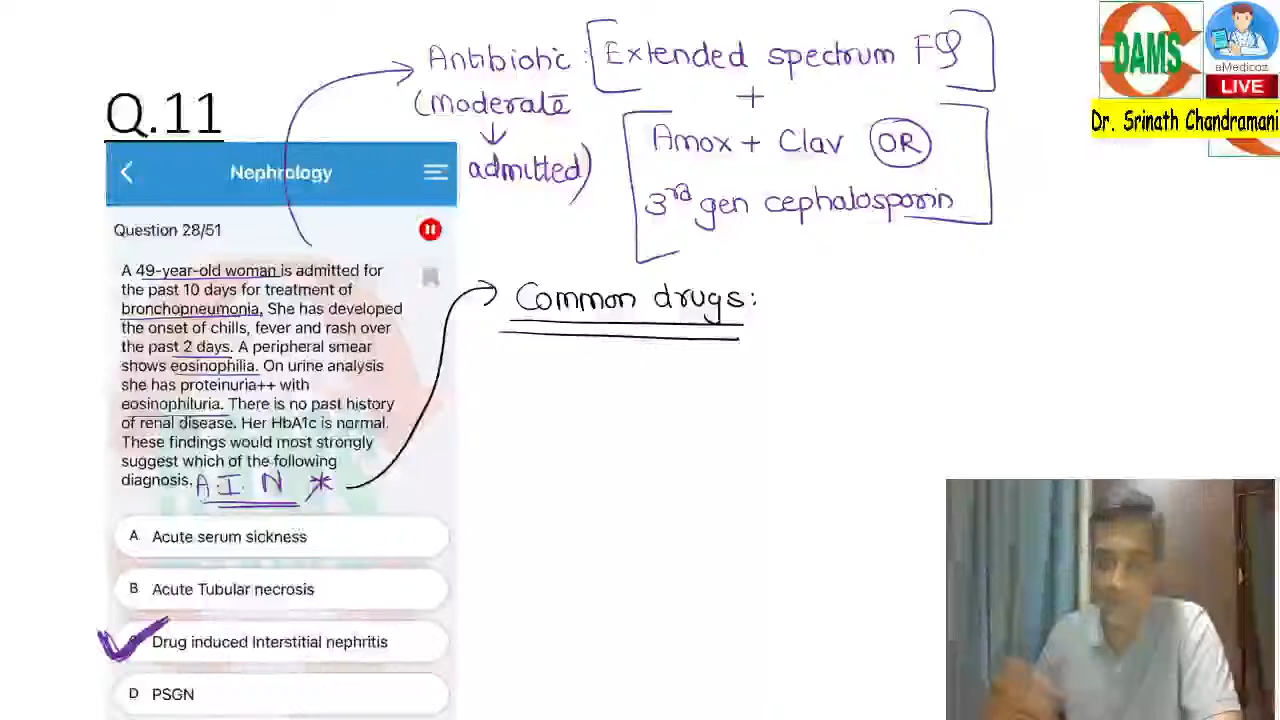 Antibiotic : Extended spectrum FQ
(moderate
↓
admitted)
+
Amox + Clav OR
3rd gen cephalosporin
DAMS
eMedicoz
LIVE
Dr. Srinath Chandramani
Q.11
Nephrology
Question 28/51
A 49-year-old woman is admitted for
the past 10 days for treatment of
bronchopneumonia, She has developed
the onset of chills, fever and rash over
the past 2 days. A peripheral smear
shows eosinophilia. On urine analysis
she has proteinuria++ with
eosinophiluria. There is no past history
of renal disease. Her HbA1c is normal.
These findings would most strongly
suggest which of the following
diagnosis. A.I. N *
Common drugs:
A Acute serum sickness
B Acute Tubular necrosis
Drug induced Interstitial nephritis
D PSGN